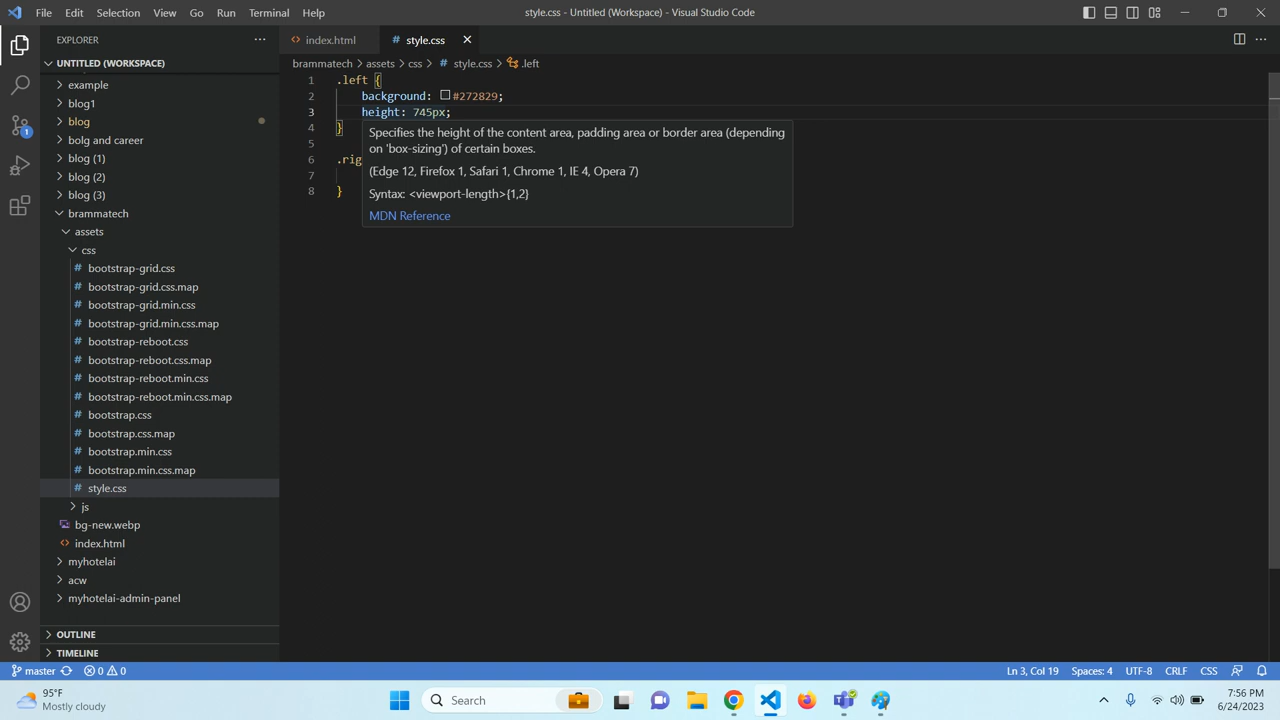 File Edit Selection View Go Run Terminal Help
style.css - Untitled (Workspace) - Visual Studio Code
EXPLORER
UNTITLED (WORKSPACE)
example
blog1
blog
bolg and career
blog (1)
blog (2)
blog (3)
brammatech
assets
css
bootstrap-grid.css
bootstrap-grid.css.map
bootstrap-grid.min.css
bootstrap-grid.min.css.map
bootstrap-reboot.css
bootstrap-reboot.css.map
bootstrap-reboot.min.css
bootstrap-reboot.min.css.map
bootstrap.css
bootstrap.css.map
bootstrap.min.css
bootstrap.min.css.map
style.css
js
bg-new.webp
index.html
myhotelai
acw
myhotelai-admin-panel
OUTLINE
TIMELINE
index.html
style.css
brammatech > assets > css > # style.css > .left
1 .left {
2 background: #272829;
3 height: 745px;
4 }
5
6 .rig
7
8 }
Specifies the height of the content area, padding area or border area (depending
on 'box-sizing') of certain boxes.
(Edge 12, Firefox 1, Safari 1, Chrome 1, IE 4, Opera 7)
Syntax: <viewport-length>{1,2}
MDN Reference
1
master 0 0
Ln 3, Col 19 Spaces: 4 UTF-8 CRLF CSS
95°F
Mostly cloudy
Search
7:56 PM
6/24/2023